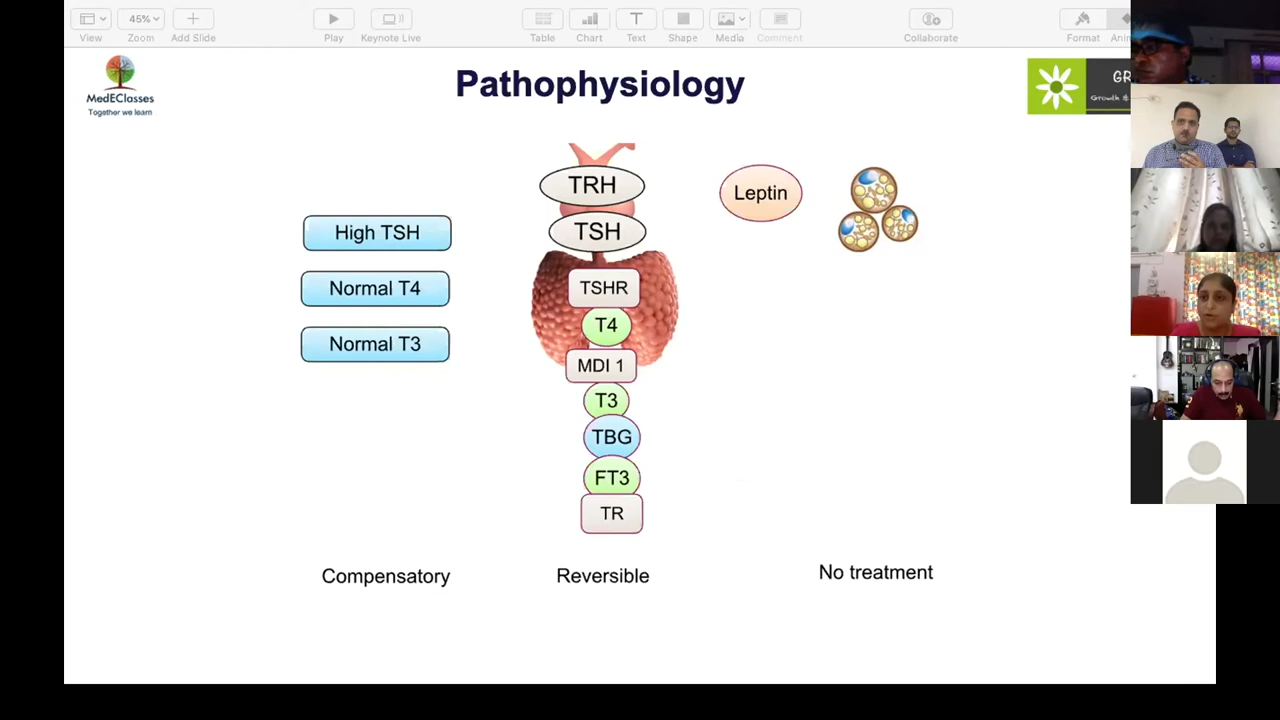 45%
View
Zoom
Add Slide
Play
Keynote Live
Table
Chart
Text
Shape
Media
Comment
Collaborate
Format
MedEClasses
Together we learn
Pathophysiology
Growth &
TRH
Leptin
High TSH
TSH
Normal T4
TSHR
T4
Normal T3
MDI 1
T3
TBG
FT3
TR
Compensatory
Reversible
No treatment